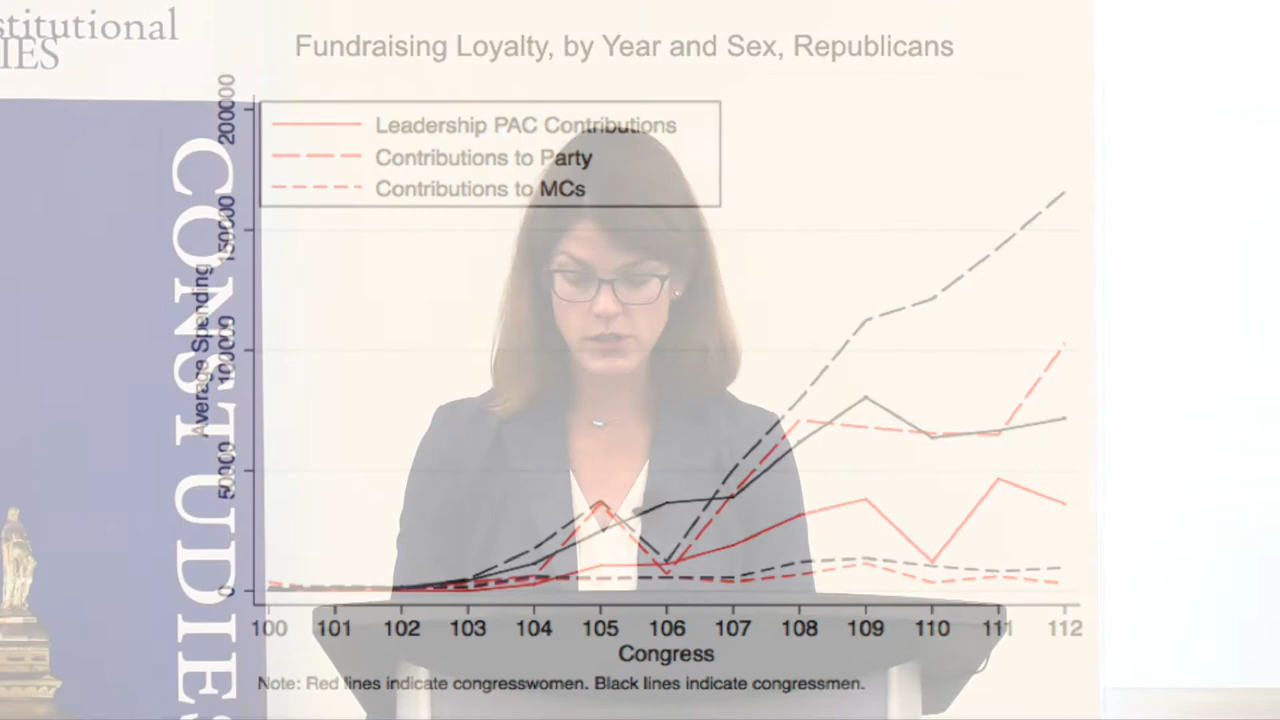 stitutional
IES
CONSTUDIES
Fundraising Loyalty, by Year and Sex, Republicans
Leadership PAC Contributions
Contributions to Party
Contributions to MCs
Average Spending
200000
150000
100000
50000
0
100 101 102 103 104 105 106 107 108 109 110 111 112
Congress
Note: Red lines indicate congresswomen. Black lines indicate congressmen.